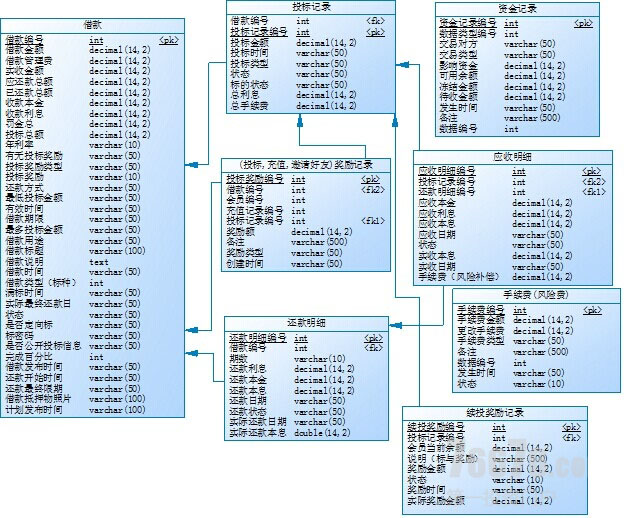 借款
借款编号 int <pk>
借款金额 decimal(14,2)
借款管理费 decimal(14,2)
实收金额 decimal(14,2)
应还款总额 decimal(14,2)
已还款总额 decimal(14,2)
收款本金 decimal(14,2)
收款利息 decimal(14,2)
罚金总 decimal(14,2)
投标总额 decimal(14,2)
年利率 varchar(10)
有无投标奖励 varchar(50)
投标奖励类型 varchar(50)
投标奖励 varchar(10)
还款方式 varchar(50)
最低投标金额 varchar(50)
有效时间 varchar(50)
借款期限 varchar(50)
最多投标金额 varchar(50)
借款用途 varchar(50)
借款标题 varchar(100)
借款说明 text
借款时间 varchar(50)
借款类型（标种） int
满标时间 varchar(50)
实际最终还款日 varchar(50)
状态 varchar(50)
是否定向标 varchar(50)
标密码 varchar(50)
是否公开投标信息 varchar(50)
完成百分比 int
借款发布时间 varchar(50)
还款开始时间 varchar(50)
还款最终限期 varchar(50)
借款抵押物照片 varchar(100)
计划发布时间 varchar(100)
投标记录
借款编号 int <fk>
投标记录编号 int <pk>
投标金额 decimal(14,2)
投标时间 varchar(50)
投标类型 varchar(50)
状态 varchar(50)
标的状态 varchar(50)
总利息 decimal(14,2)
总手续费 decimal(14,2)
(投标,充值,邀请好友)奖励记录
投标奖励编号 int <pk>
借款编号 int <fk2>
会员编号 int
充值记录编号 int
投标记录编号 int <fk1>
奖励额 decimal(14,2)
备注 varchar(500)
奖励类型 varchar(50)
创建时间 varchar(50)
还款明细
还款明细编号 int <pk>
借款编号 int <fk>
期数 varchar(10)
还款利息 decimal(14,2)
还款本金 decimal(14,2)
还款本息 decimal(14,2)
还款日期 varchar(50)
还款状态 varchar(50)
实际还款日期 varchar(50)
实际还款本息 double(14,2)
资金记录
资金记录编号 int <pk>
数据类型编号 int
交易对方 varchar(50)
交易类型 varchar(50)
影响资金 decimal(14,2)
可用余额 decimal(14,2)
冻结金额 decimal(14,2)
待收金额 decimal(14,2)
发生时间 varchar(50)
备注 varchar(500)
数据编号 int
应收明细
应收明细编号 int <pk>
投标记录编号 int <fk2>
还款明细编号 int <fk1>
应收本金 decimal(14,2)
应收利息 decimal(14,2)
应收本息 decimal(14,2)
应收日期 varchar(50)
状态 varchar(50)
实收本息 decimal(14,2)
实收日期 varchar(50)
手续费（风险补偿） decimal(14,2)
手续费(风险费)
手续费编号 int <pk>
手续费金额 decimal(14,2)
更改手续费 decimal(14,2)
手续费类型 varchar(50)
备注 varchar(500)
数据编号 int
发生时间 varchar(50)
状态 varchar(10)
续投奖励记录
续投奖励编号 int <pk>
投标记录编号 int <fk>
会员当前余额 decimal(14,2)
说明（标与奖励） varchar(500)
奖励金额 decimal(14,2)
状态 varchar(10)
奖励时间 varchar(50)
实际奖励金额 decimal(14,2)